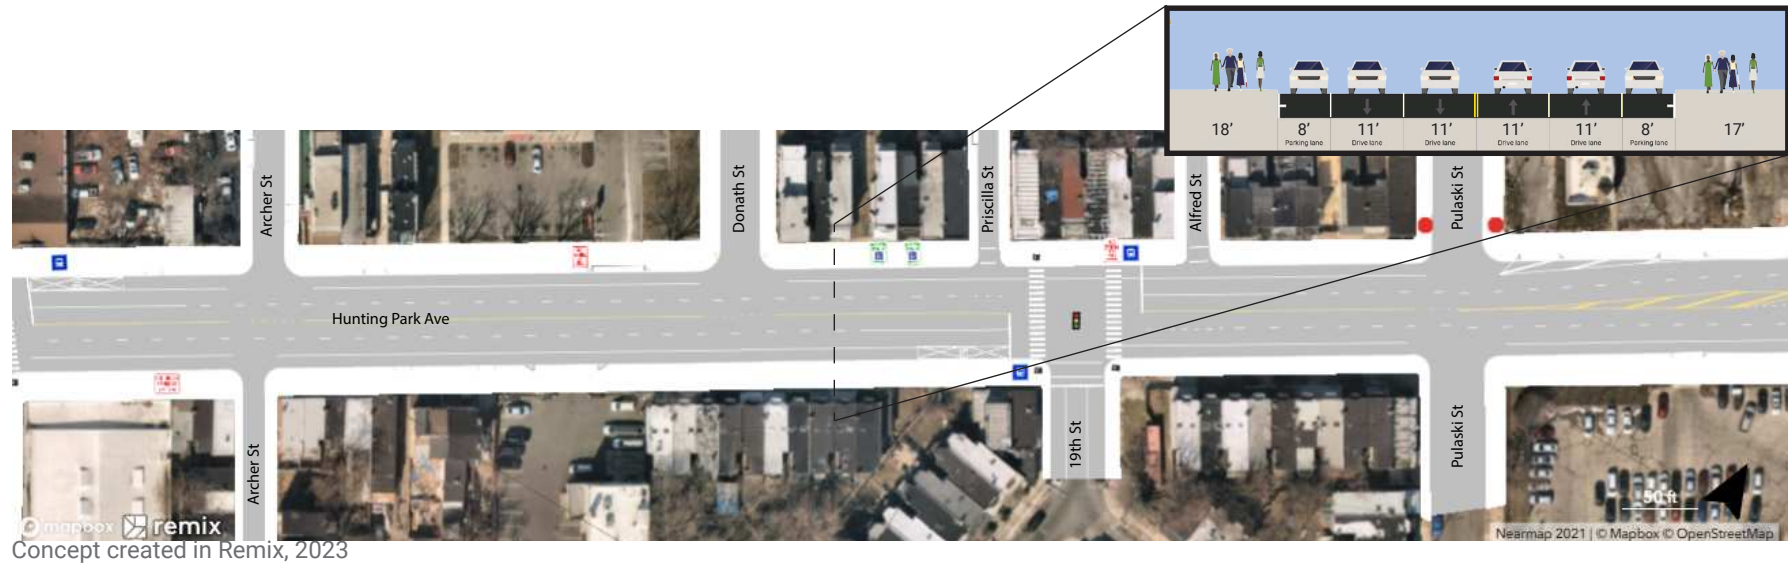 18’ 8’ 11’ 11’ 11’ 11’ 8’ 17’
Parking lane Drive lane Drive lane Drive lane Drive lane Parking lane
Archer St
Donath St
Priscilla St
Alfred St
Pulaski St
Hunting Park Ave
Archer St
19th St
Pulaski St
50 ft
mapbox remix
Nearmap 2021 | © Mapbox © OpenStreetMap
Concept created in Remix, 2023